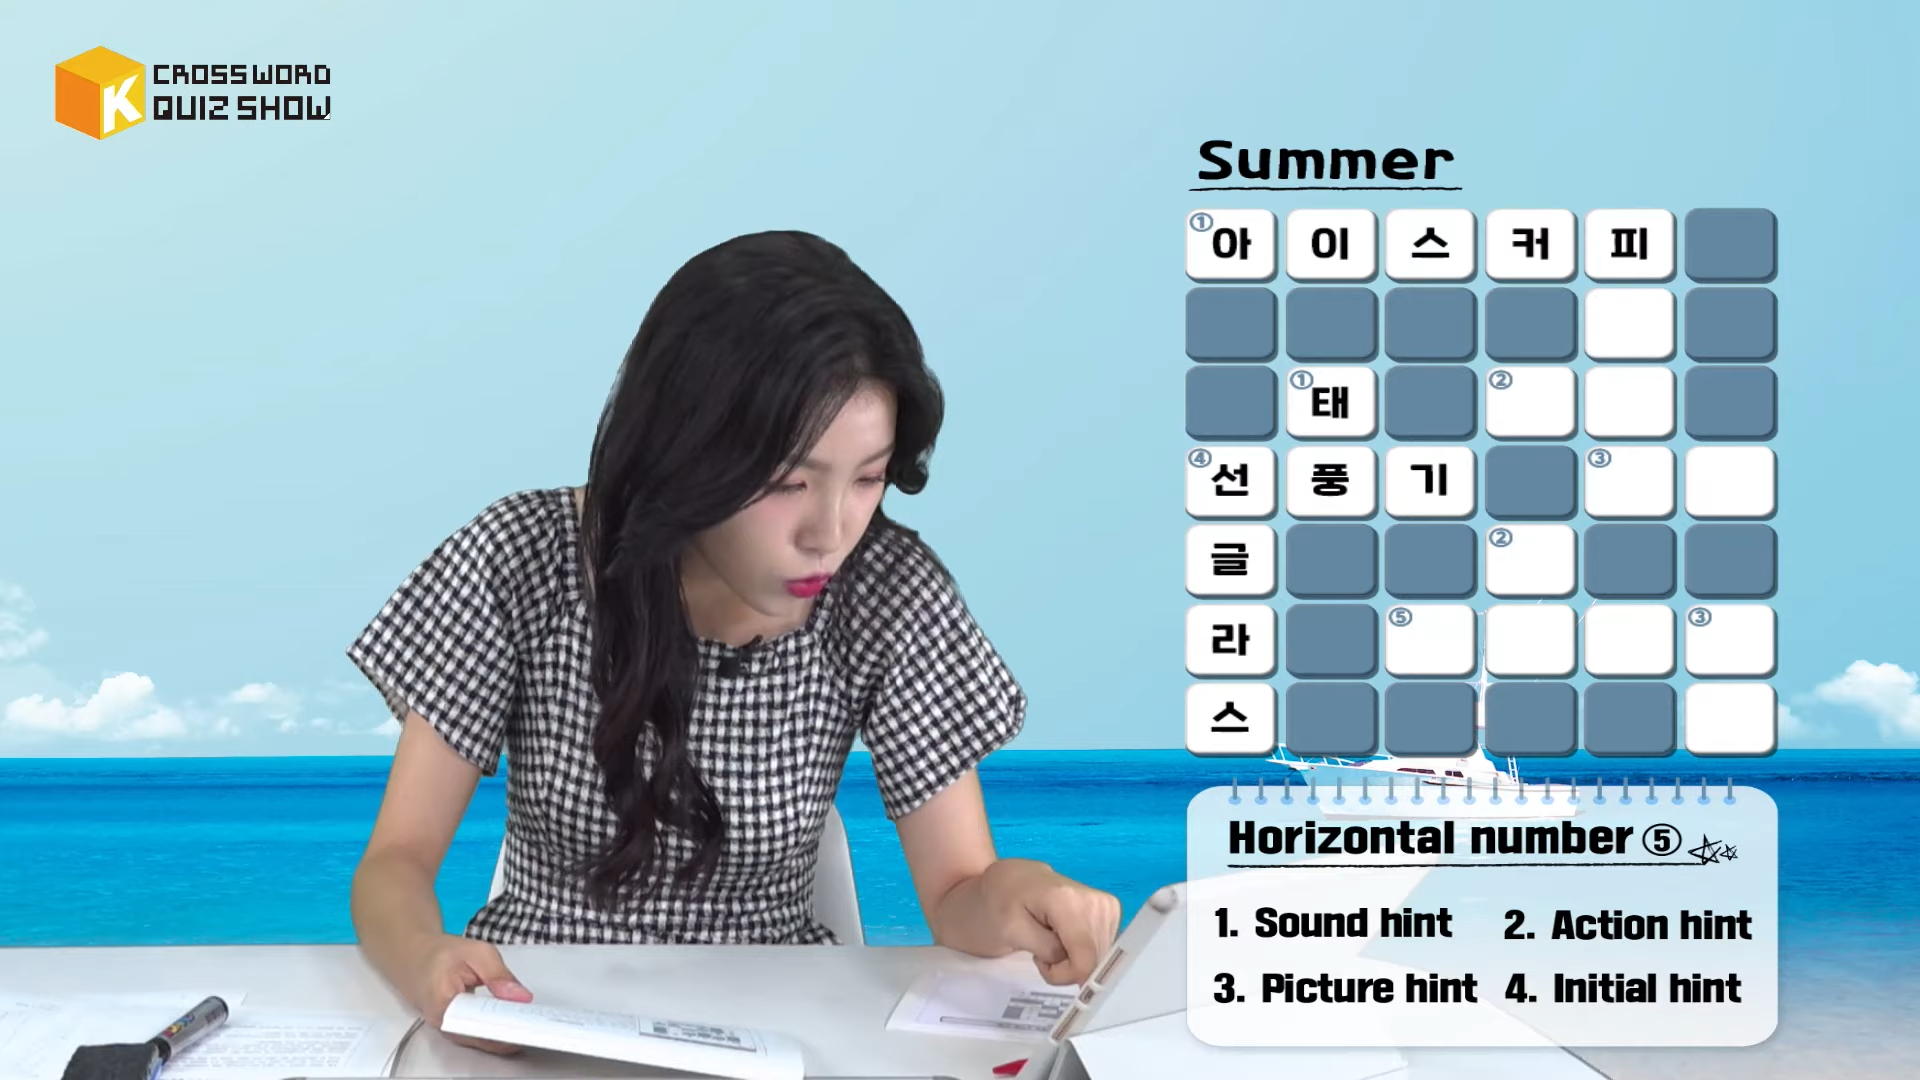 CROSSWORD
QUIZ SHOW
K
Summer
① 아 이 스 커 피
① 태 ②
④ 선 풍 기 ③
글 ②
라 ⑤ ③
스
Horizontal number ⑤
1. Sound hint 2. Action hint
3. Picture hint 4. Initial hint